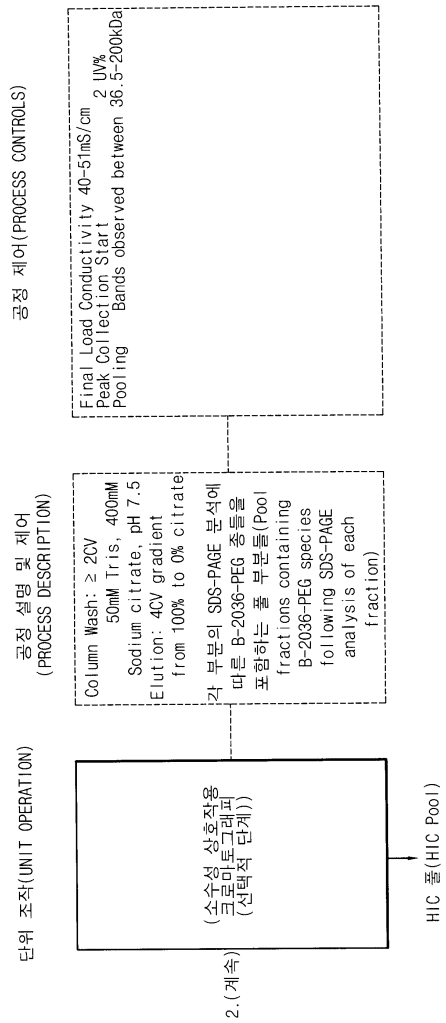 단위 조작(UNIT OPERATION)
공정 설명 및 제어
(PROCESS DESCRIPTION)
공정 제어(PROCESS CONTROLS)
2.(계속)
(소수성 상호작용
크로마토그래피
(선택적 단계))
Column Wash: ≥ 2CV
50mM Tris, 400mM
Sodium citrate, pH 7.5
Elution: 4CV gradient
from 100% to 0% citrate
각 부분의 SDS-PAGE 분석에
따른 B-2036-PEG 종들을
포함하는 풀 부분들(Pool
fractions containing
B-2036-PEG species
following SDS-PAGE
analysis of each
fraction)
Final Load Conductivity 40-51mS/cm
Peak Collection Start 2 UV%
Pooling Bands observed between 36.5-200kDa
HIC 풀(HIC Pool)